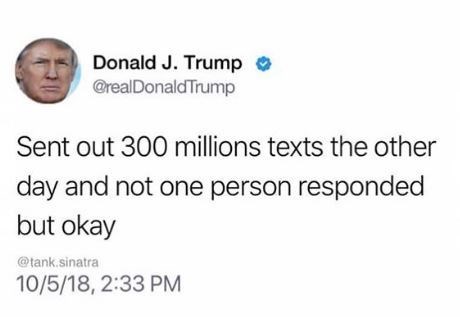 Donald J. Trump
@realDonaldTrump
Sent out 300 millions texts the other
day and not one person responded
but okay
@tank.sinatra
10/5/18, 2:33 PM